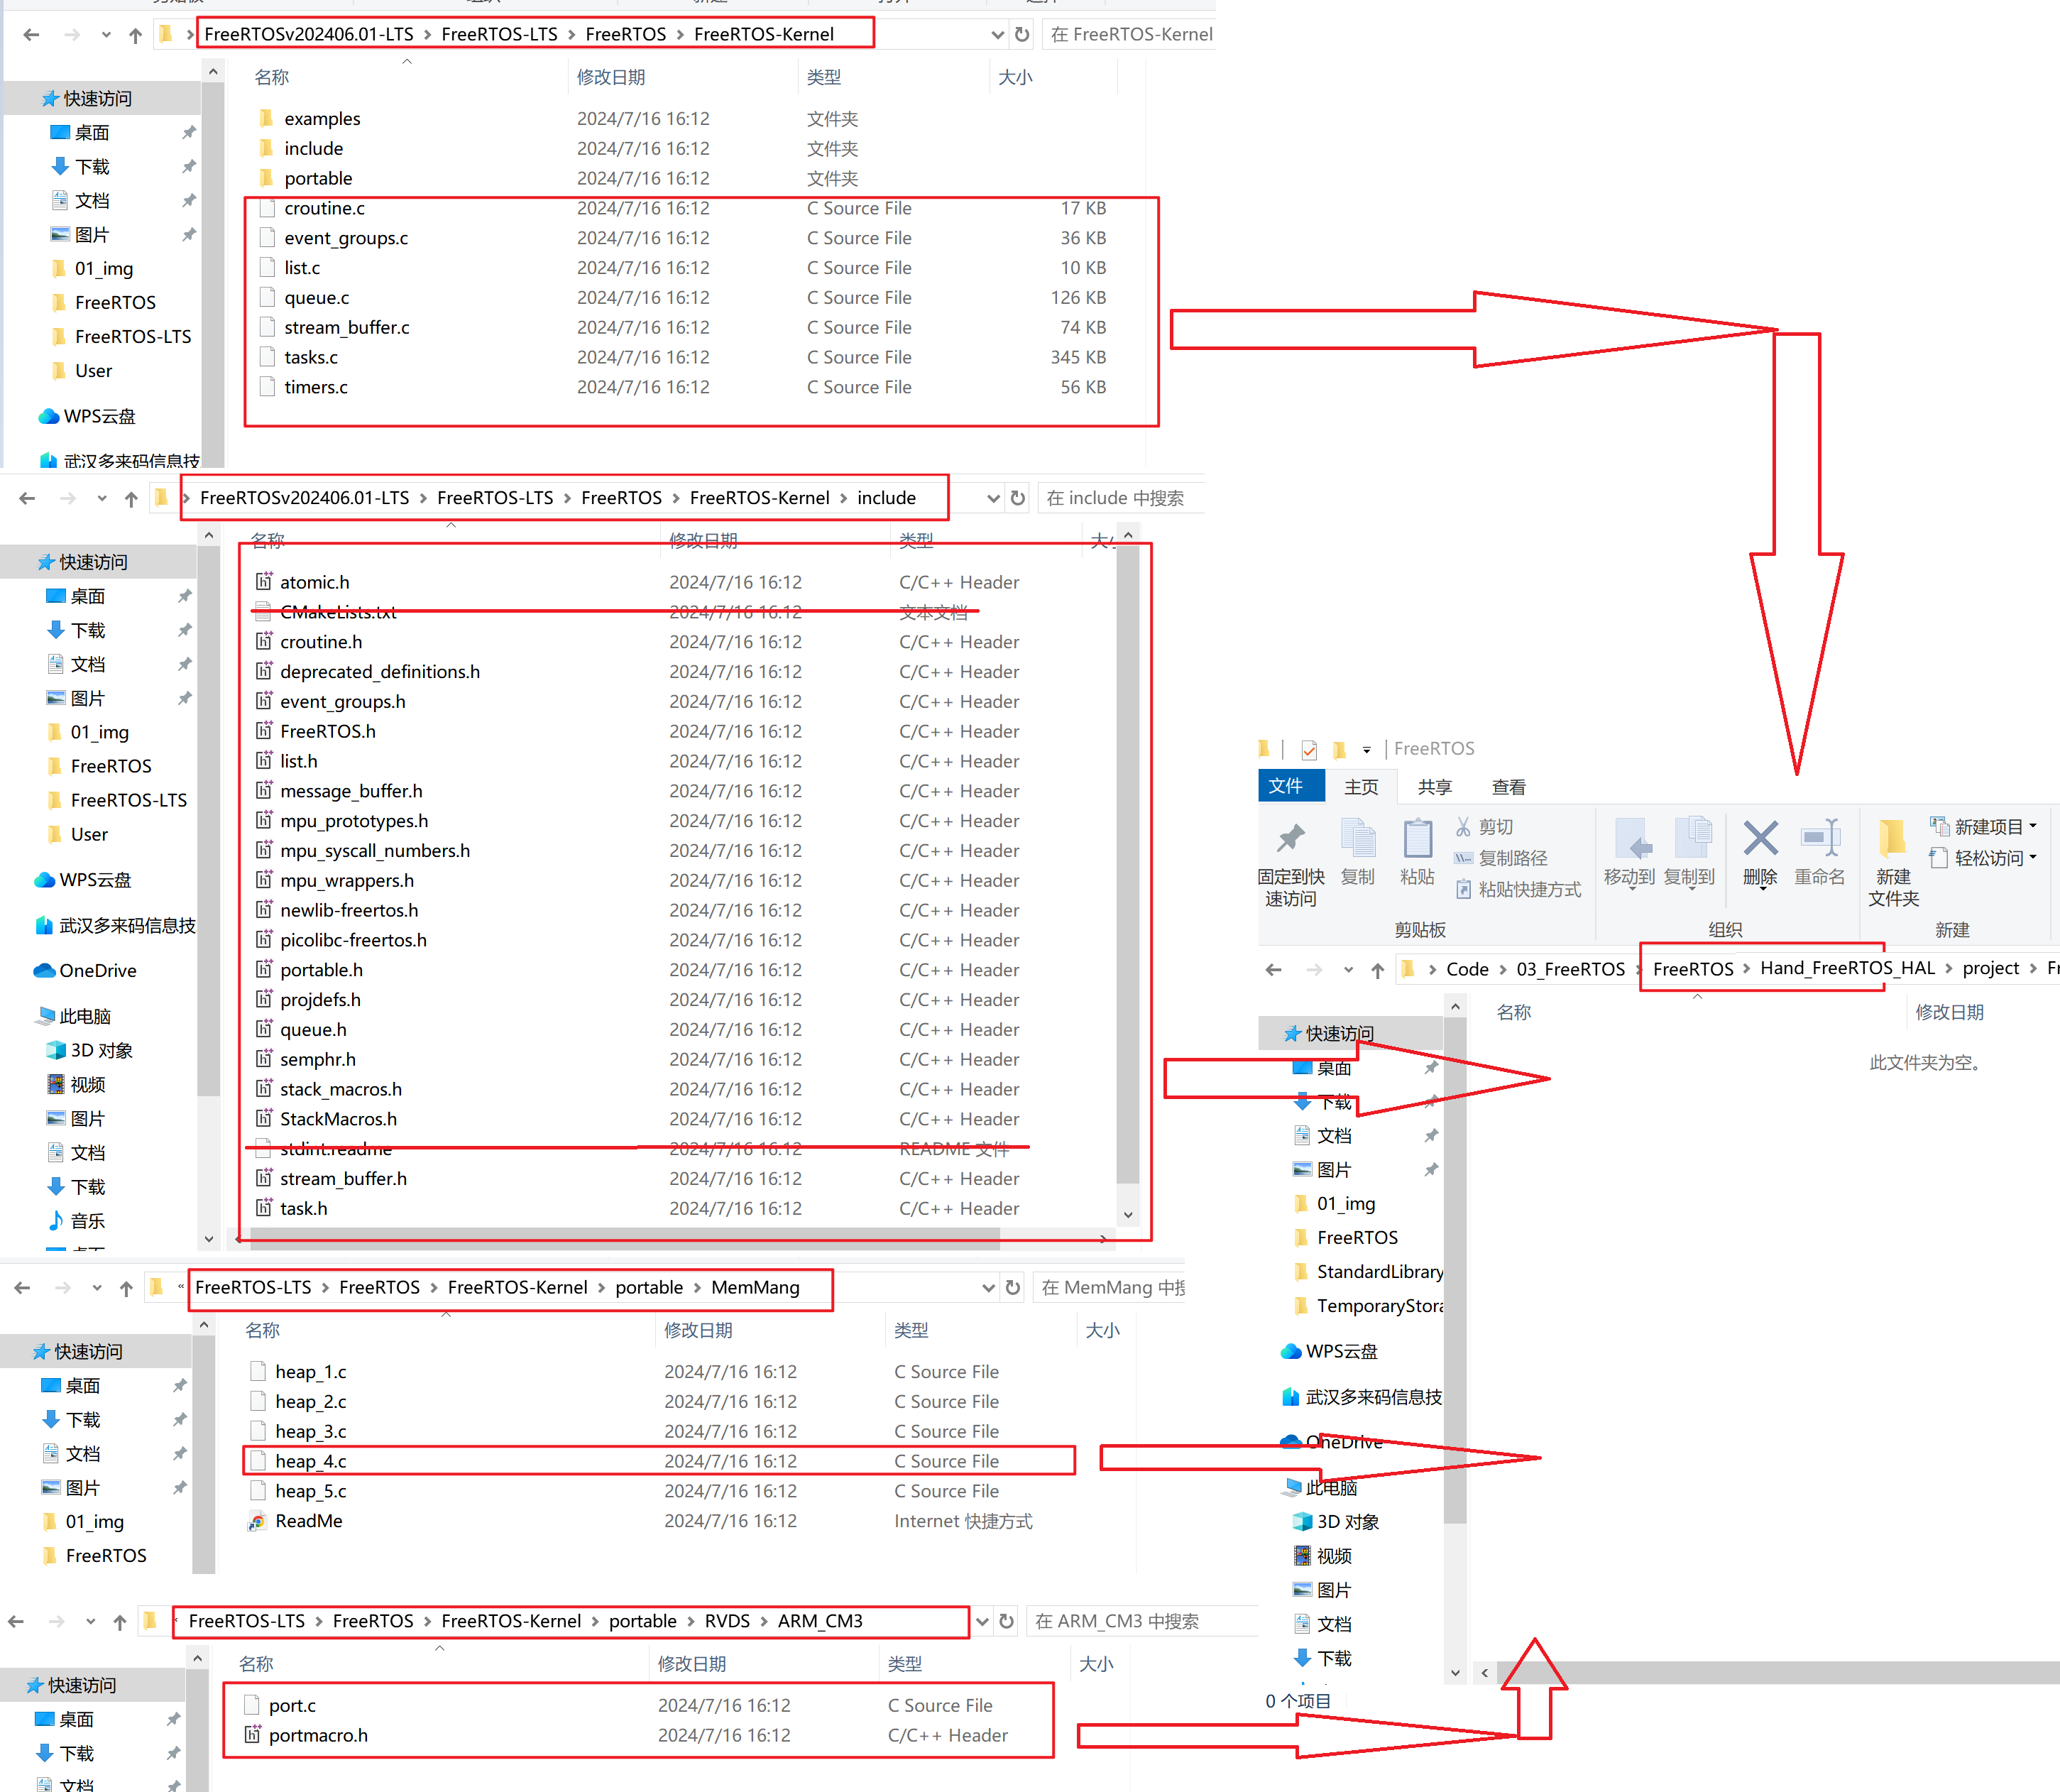 FreeRTOSv202406.01-LTS > FreeRTOS-LTS > FreeRTOS > FreeRTOS-Kernel
在 FreeRTOS-Kernel
名称 修改日期 类型 大小
快速访问
桌面
下载
文档
图片
01_img
FreeRTOS
FreeRTOS-LTS
User
WPS云盘
武汉多来码信息技
examples 2024/7/16 16:12 文件夹
include 2024/7/16 16:12 文件夹
portable 2024/7/16 16:12 文件夹
croutine.c 2024/7/16 16:12 C Source File 17 KB
event_groups.c 2024/7/16 16:12 C Source File 36 KB
list.c 2024/7/16 16:12 C Source File 10 KB
queue.c 2024/7/16 16:12 C Source File 126 KB
stream_buffer.c 2024/7/16 16:12 C Source File 74 KB
tasks.c 2024/7/16 16:12 C Source File 345 KB
timers.c 2024/7/16 16:12 C Source File 56 KB
FreeRTOSv202406.01-LTS > FreeRTOS-LTS > FreeRTOS > FreeRTOS-Kernel > include
在 include 中搜索
名称 修改日期 类型
快速访问
桌面
下载
文档
图片
01_img
FreeRTOS
FreeRTOS-LTS
User
WPS云盘
武汉多来码信息技
OneDrive
此电脑
3D 对象
视频
图片
文档
下载
音乐
atomic.h 2024/7/16 16:12 C/C++ Header
CMakeLists.txt 2024/7/16 16:12 文本文档
croutine.h 2024/7/16 16:12 C/C++ Header
deprecated_definitions.h 2024/7/16 16:12 C/C++ Header
event_groups.h 2024/7/16 16:12 C/C++ Header
FreeRTOS.h 2024/7/16 16:12 C/C++ Header
list.h 2024/7/16 16:12 C/C++ Header
message_buffer.h 2024/7/16 16:12 C/C++ Header
mpu_prototypes.h 2024/7/16 16:12 C/C++ Header
mpu_syscall_numbers.h 2024/7/16 16:12 C/C++ Header
mpu_wrappers.h 2024/7/16 16:12 C/C++ Header
newlib-freertos.h 2024/7/16 16:12 C/C++ Header
picolibc-freertos.h 2024/7/16 16:12 C/C++ Header
portable.h 2024/7/16 16:12 C/C++ Header
projdefs.h 2024/7/16 16:12 C/C++ Header
queue.h 2024/7/16 16:12 C/C++ Header
semphr.h 2024/7/16 16:12 C/C++ Header
stack_macros.h 2024/7/16 16:12 C/C++ Header
StackMacros.h 2024/7/16 16:12 C/C++ Header
stdint.readme 2024/7/16 16:12 README 文件
stream_buffer.h 2024/7/16 16:12 C/C++ Header
task.h 2024/7/16 16:12 C/C++ Header
« FreeRTOS-LTS > FreeRTOS > FreeRTOS-Kernel > portable > MemMang
在 MemMang 中搜
名称 修改日期 类型 大小
快速访问
桌面
下载
文档
图片
01_img
FreeRTOS
heap_1.c 2024/7/16 16:12 C Source File
heap_2.c 2024/7/16 16:12 C Source File
heap_3.c 2024/7/16 16:12 C Source File
heap_4.c 2024/7/16 16:12 C Source File
heap_5.c 2024/7/16 16:12 C Source File
ReadMe 2024/7/16 16:12 Internet 快捷方式
FreeRTOS-LTS > FreeRTOS > FreeRTOS-Kernel > portable > RVDS > ARM_CM3
在 ARM_CM3 中搜索
名称 修改日期 类型 大小
快速访问
桌面
下载
文档
port.c 2024/7/16 16:12 C Source File
portmacro.h 2024/7/16 16:12 C/C++ Header
FreeRTOS
文件 主页 共享 查看
固定到快
速访问
复制
粘贴
剪切
复制路径
粘贴快捷方式
移动到
复制到
删除
重命名
新建
文件夹
新建项目
轻松访问
剪贴板 组织 新建
> Code > 03_FreeRTOS > FreeRTOS > Hand_FreeRTOS_HAL > project > Fr
名称 修改日期
此文件夹为空。
快速访问
桌面
下载
文档
图片
01_img
FreeRTOS
StandardLibrary
TemporaryStora
WPS云盘
武汉多来码信息技
OneDrive
此电脑
3D 对象
视频
图片
文档
下载
0 个项目